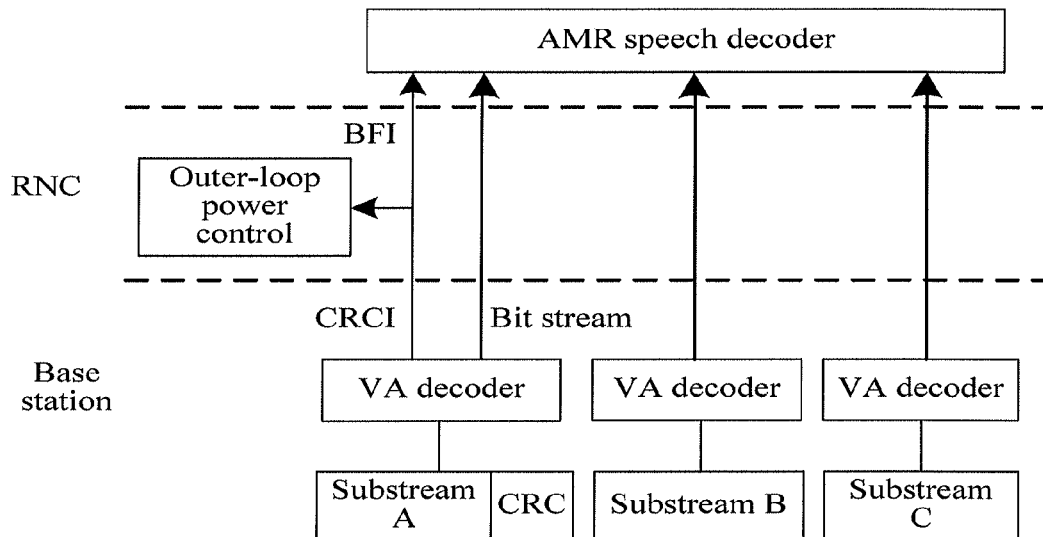 AMR speech decoder
BFI
RNC
Outer-loop
power
control
CRCI
Bit stream
Base
station
VA decoder
VA decoder
VA decoder
Substream
A
CRC
Substream B
Substream
C